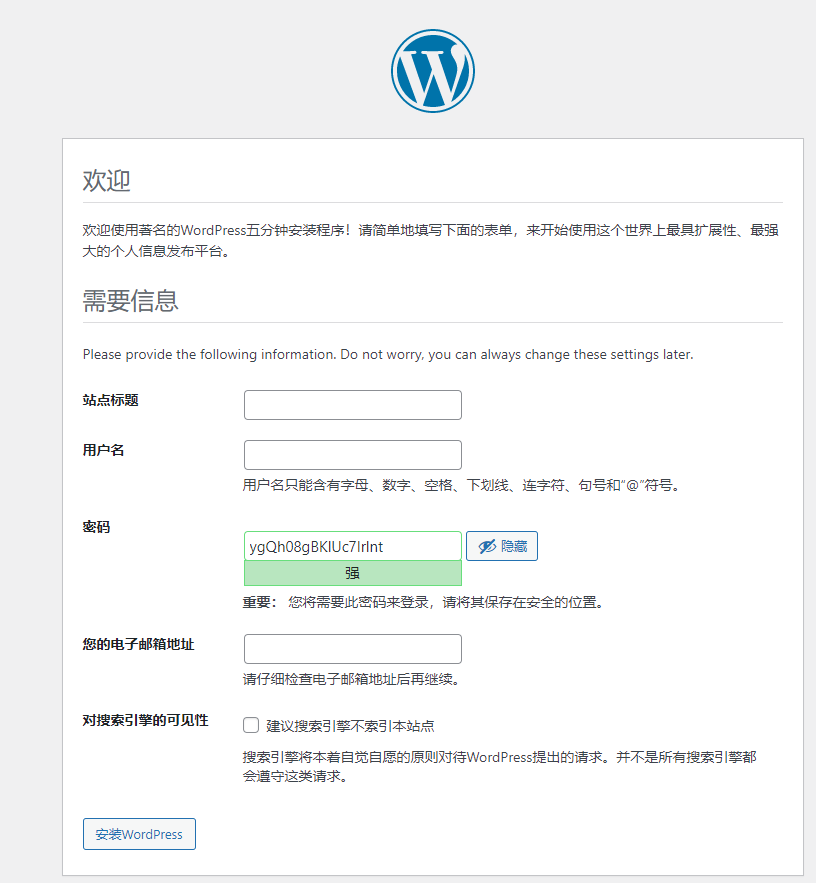 欢迎
欢迎使用著名的WordPress五分钟安装程序！请简单地填写下面的表单，来开始使用这个世界上最具扩展性、最强
大的个人信息发布平台。
需要信息
Please provide the following information. Do not worry, you can always change these settings later.
站点标题
用户名
用户名只能含有字母、数字、空格、下划线、连字符、句号和“@”符号。
密码
ygQh08gBKIUc7IrInt
隐藏
强
重要： 您将需要此密码来登录，请将其保存在安全的位置。
您的电子邮箱地址
请仔细检查电子邮箱地址后再继续。
对搜索引擎的可见性
建议搜索引擎不索引本站点
搜索引擎将本着自觉自愿的原则对待WordPress提出的请求。并不是所有搜索引擎都
会遵守这类请求。
安装WordPress